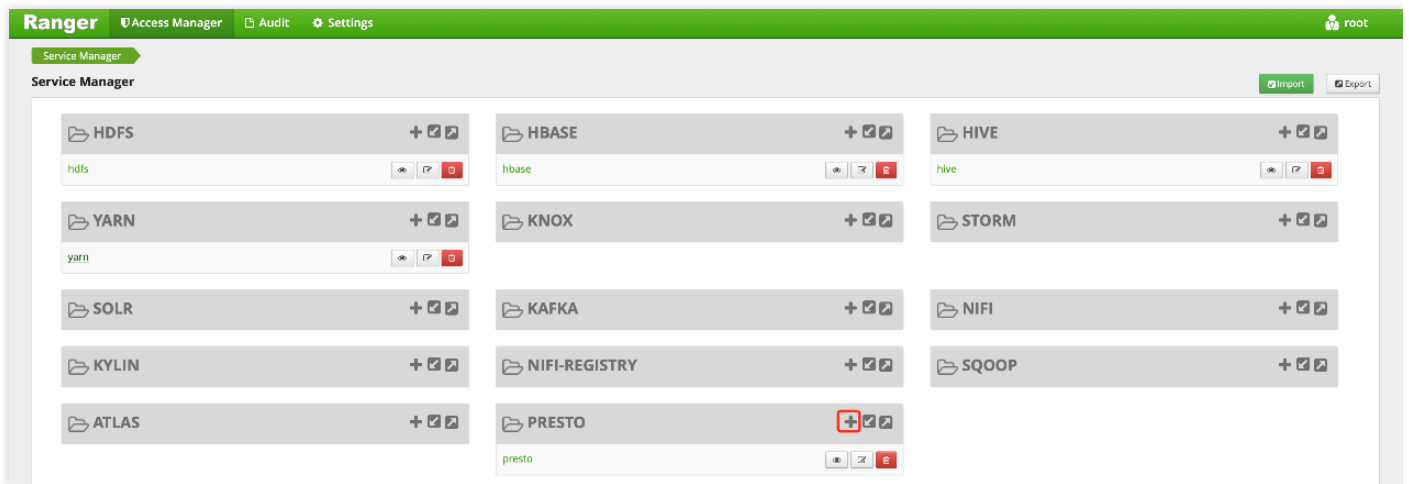 Ranger Access Manager Audit Settings root
Service Manager
Service Manager Import Export
HDFS HBASE HIVE
hdfs hbase hive
YARN KNOX STORM
yarn
SOLR KAFKA NIFI
KYLIN NIFI-REGISTRY SQOOP
ATLAS PRESTO
presto